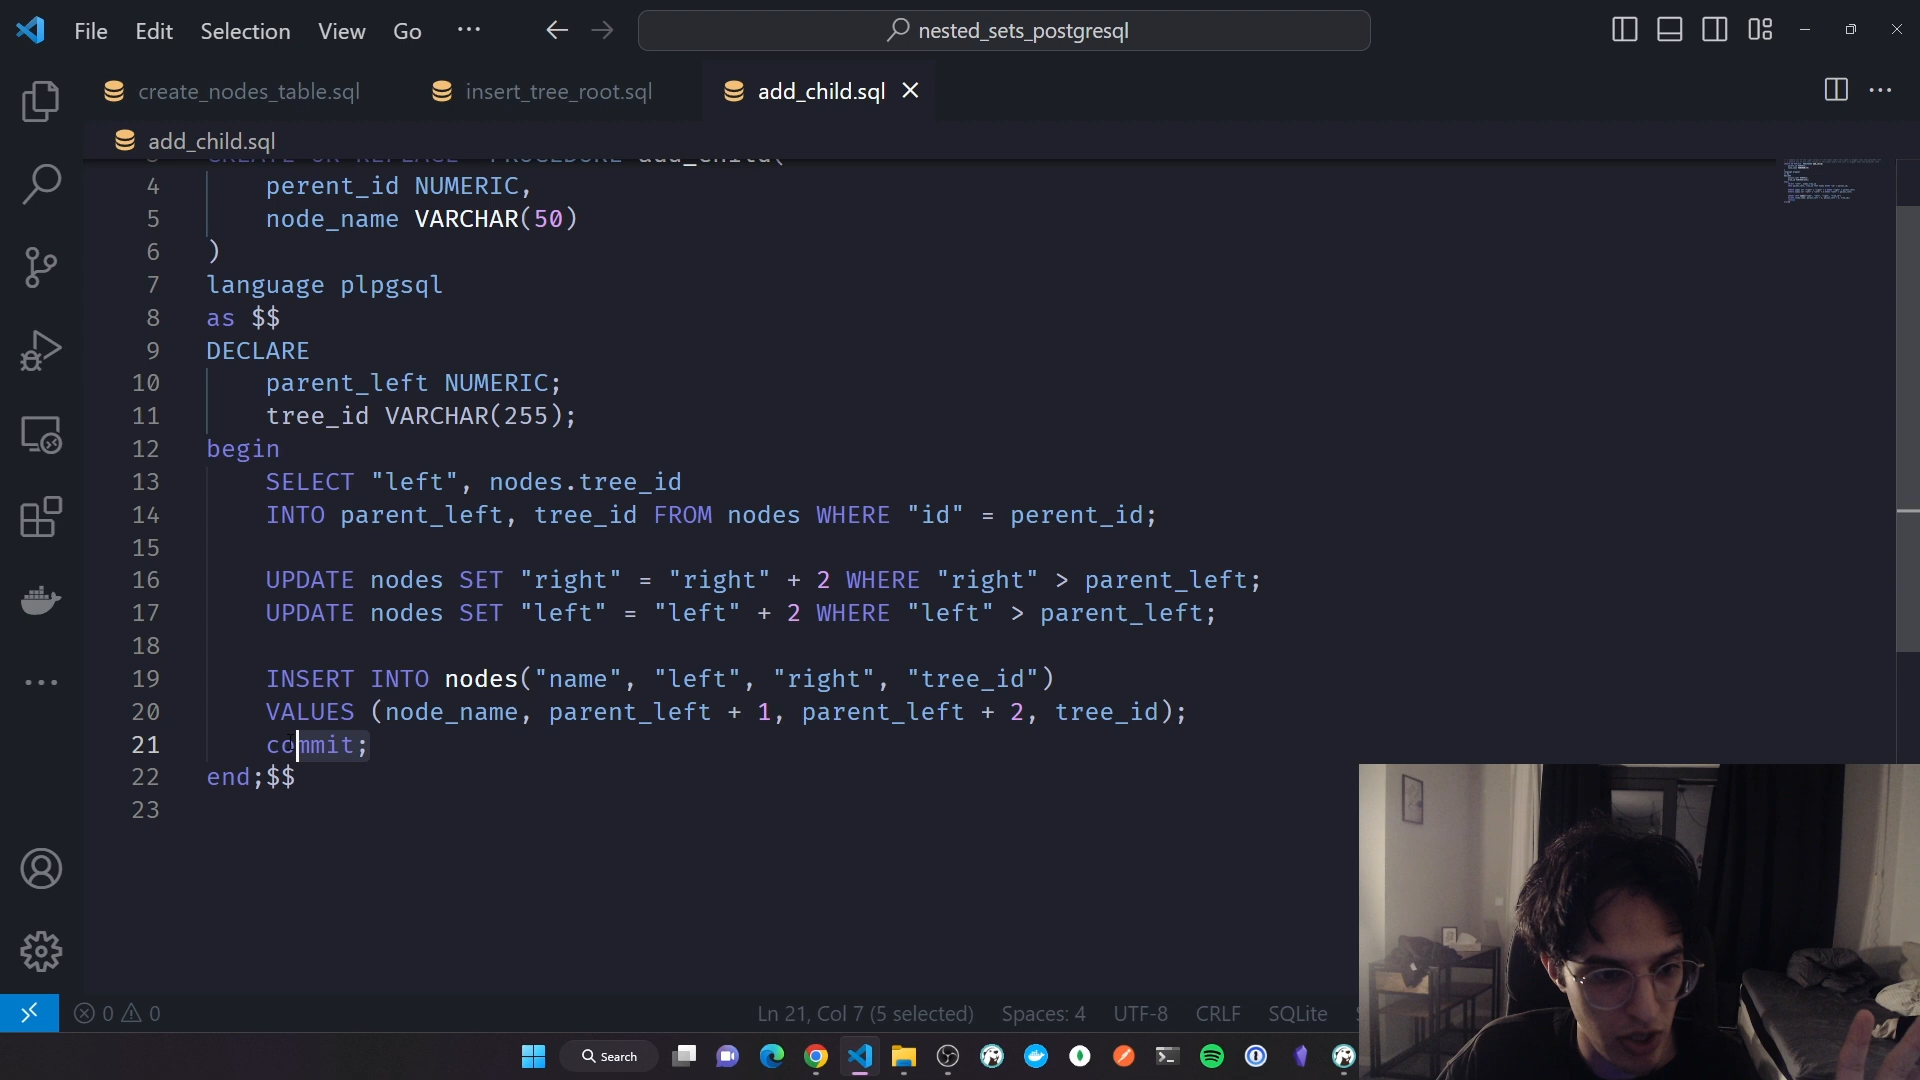 File Edit Selection View Go ···
nested_sets_postgresql
create_nodes_table.sql insert_tree_root.sql add_child.sql
add_child.sql
CREATE OR REPLACE PROCEDURE add_child(
4 perent_id NUMERIC,
5 node_name VARCHAR(50)
6 )
7 language plpgsql
8 as $$
9 DECLARE
10 parent_left NUMERIC;
11 tree_id VARCHAR(255);
12 begin
13 SELECT "left", nodes.tree_id
14 INTO parent_left, tree_id FROM nodes WHERE "id" = perent_id;
15
16 UPDATE nodes SET "right" = "right" + 2 WHERE "right" > parent_left;
17 UPDATE nodes SET "left" = "left" + 2 WHERE "left" > parent_left;
18
19 INSERT INTO nodes("name", "left", "right", "tree_id")
20 VALUES (node_name, parent_left + 1, parent_left + 2, tree_id);
21 commit;
22 end;$$
23
0 0 Ln 21, Col 7 (5 selected) Spaces: 4 UTF-8 CRLF SQLite
Search